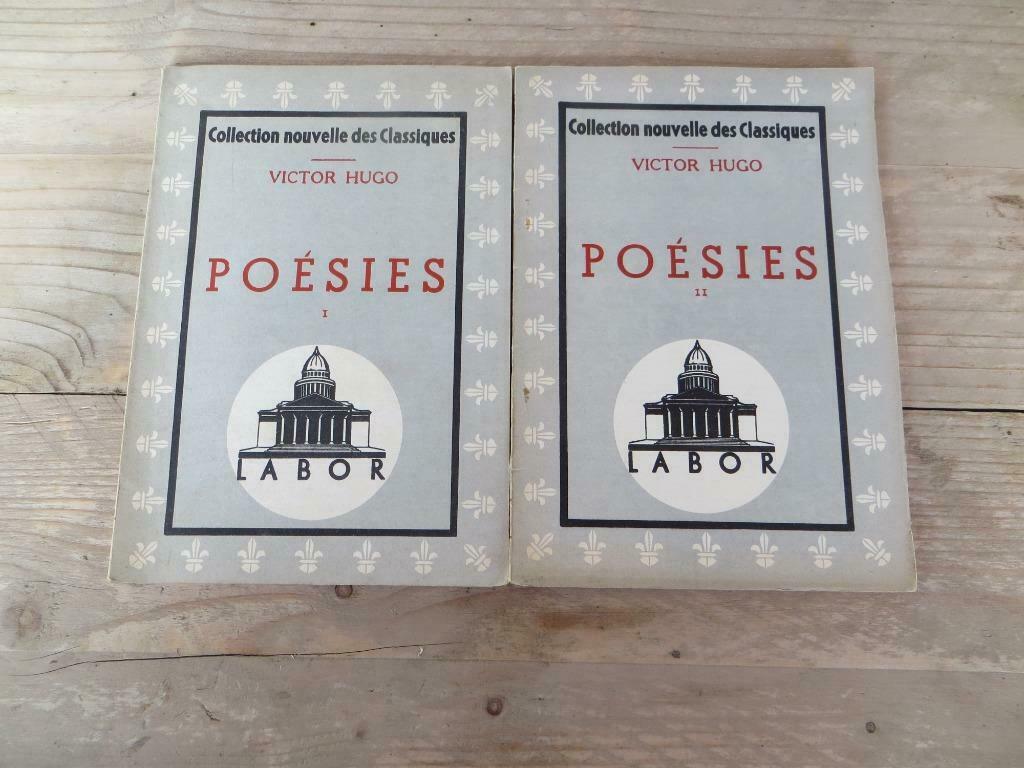 Collection nouvelle des Classiques
VICTOR HUGO
POÉSIES
I
LABOR
Collection nouvelle des Classiques
VICTOR HUGO
POÉSIES
II
LABOR